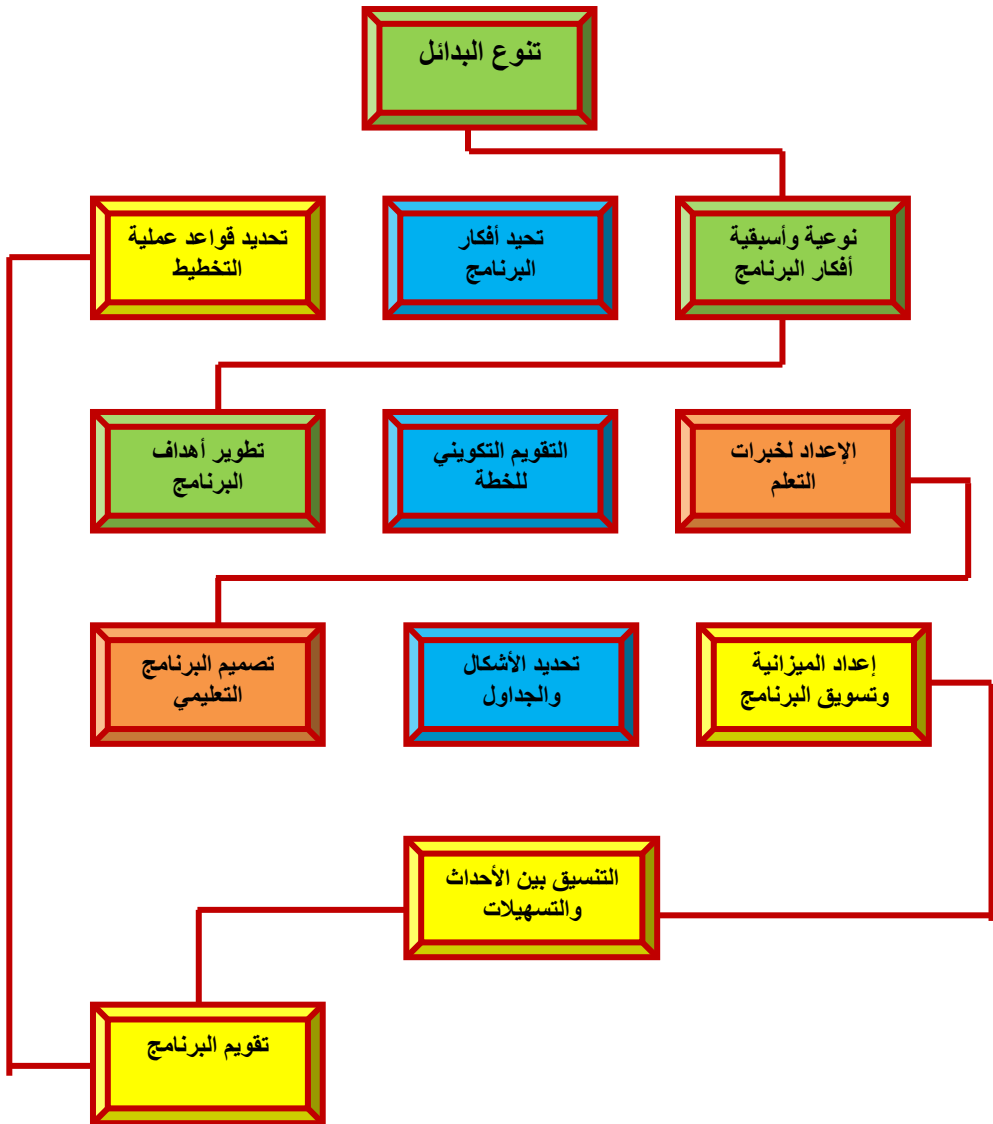 تنوع البدائل
نوعية وأسبقية
أفكار البرنامج
تحيد أفكار
البرنامج
تحديد قواعد عملية
التخطيط
الإعداد لخبرات
التعلم
التقويم التكويني
للخطة
تطوير أهداف
البرنامج
إعداد الميزانية
وتسويق البرنامج
تحديد الأشكال
والجداول
تصميم البرنامج
التعليمي
التنسيق بين الأحداث
والتسهيلات
تقويم البرنامج